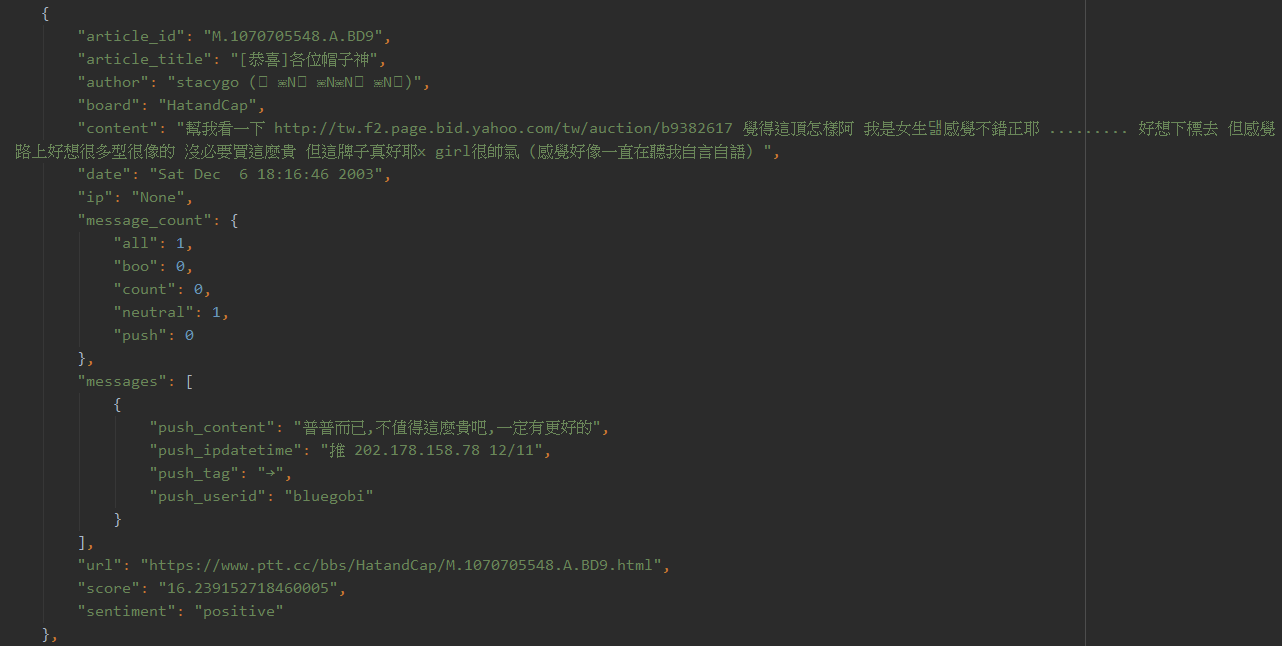 {
"article_id": "M.1070705548.A.BD9",
"article_title": "[恭喜]各位帽子神",
"author": "stacygo ( N N N N )",
"board": "HatandCap",
"content": "幫我看一下 http://tw.f2.page.bid.yahoo.com/tw/auction/b9382617 覺得這頂怎樣阿 我是女生 感覺不錯正耶 ......... 好想下標去 但感覺
路上好想很多型很像的 沒必要買這麼貴 但這牌子真好耶x girl很帥氣 (感覺好像一直在聽我自言自語) ",
"date": "Sat Dec  6 18:16:46 2003",
"ip": "None",
"message_count": {
"all": 1,
"boo": 0,
"count": 0,
"neutral": 1,
"push": 0
},
"messages": [
{
"push_content": "普普而已,不值得這麼貴吧,一定有更好的",
"push_ipdatetime": "推 202.178.158.78 12/11",
"push_tag": "→",
"push_userid": "bluegobi"
}
],
"url": "https://www.ptt.cc/bbs/HatandCap/M.1070705548.A.BD9.html",
"score": "16.239152718460005",
"sentiment": "positive"
},